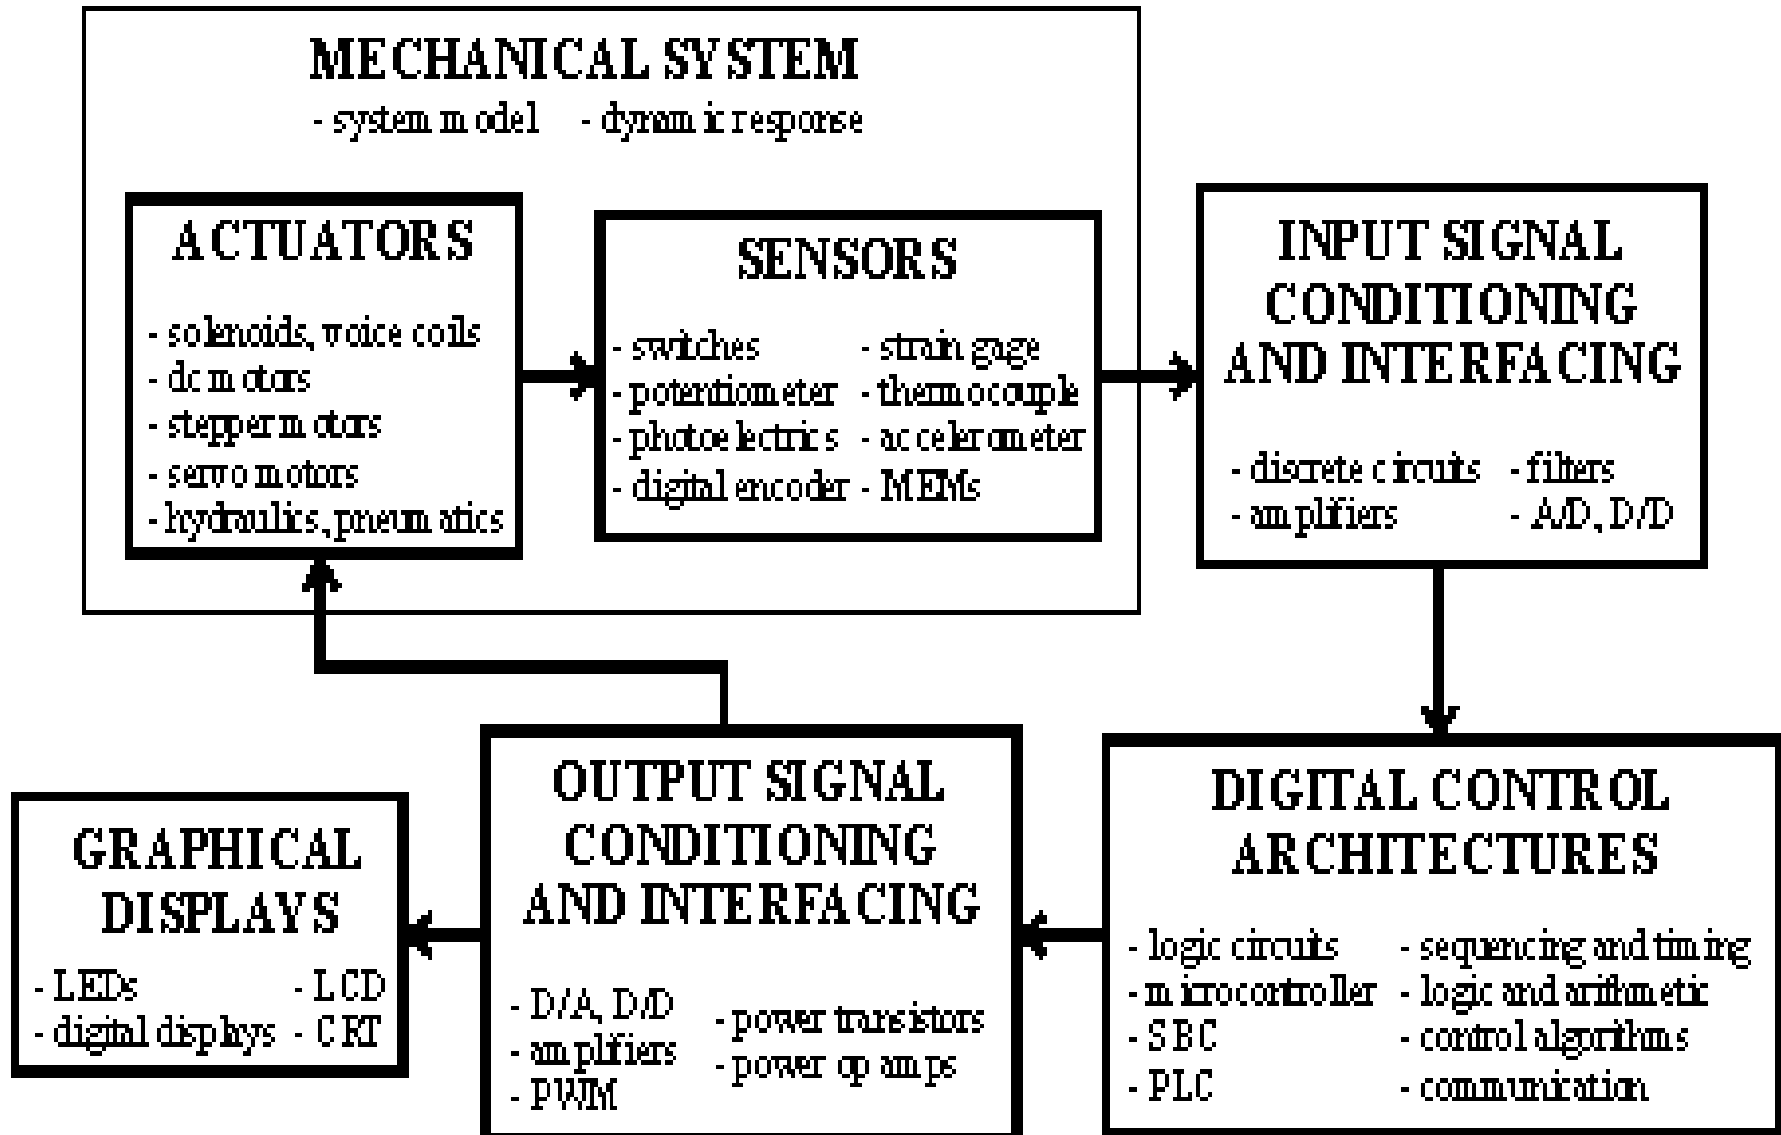 MECHANICAL SYSTEM
- system model - dynamic response
ACTUATORS
- solenoids, voice coils
- dc motors
- stepper motors
- servo motors
- hydraulics, pneumatics
SENSORS
- switches - strain gage
- potentiometer - thermocouple
- photoelectrics - accelerometer
- digital encoder - MEMs
INPUT SIGNAL
CONDITIONING
AND INTERFACING
- discrete circuits - filters
- amplifiers - A/D, D/D
GRAPHICAL
DISPLAYS
- LEDs - LCD
- digital displays - CRT
OUTPUT SIGNAL
CONDITIONING
AND INTERFACING
- D/A, D/D - power transistors
- amplifiers - power op amps
- PWM
DIGITAL CONTROL
ARCHITECTURES
- logic circuits - sequencing and timing
- microcontroller - logic and arithmetic
- SBC - control algorithms
- PLC - communication